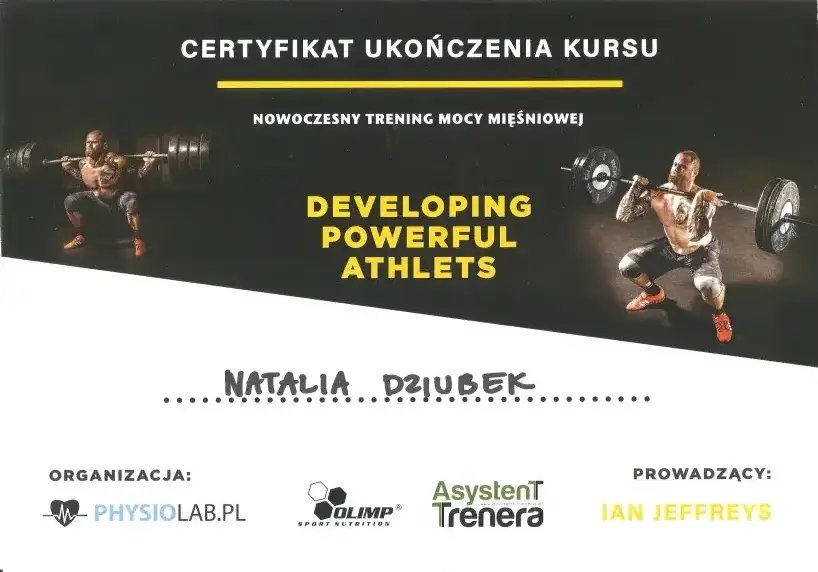 CERTYFIKAT UKOŃCZENIA KURSU
NOWOCZESNY TRENING MOCY MIĘŚNIOWEJ
DEVELOPING
POWERFUL
ATHLETS
NATALIA DZIUBEK
ORGANIZACJA:
PHYSIOLAB.PL
OLIMP®
SPORT NUTRITION
AsystenT
Trenera
PROWADZĄCY:
IAN JEFFREYS